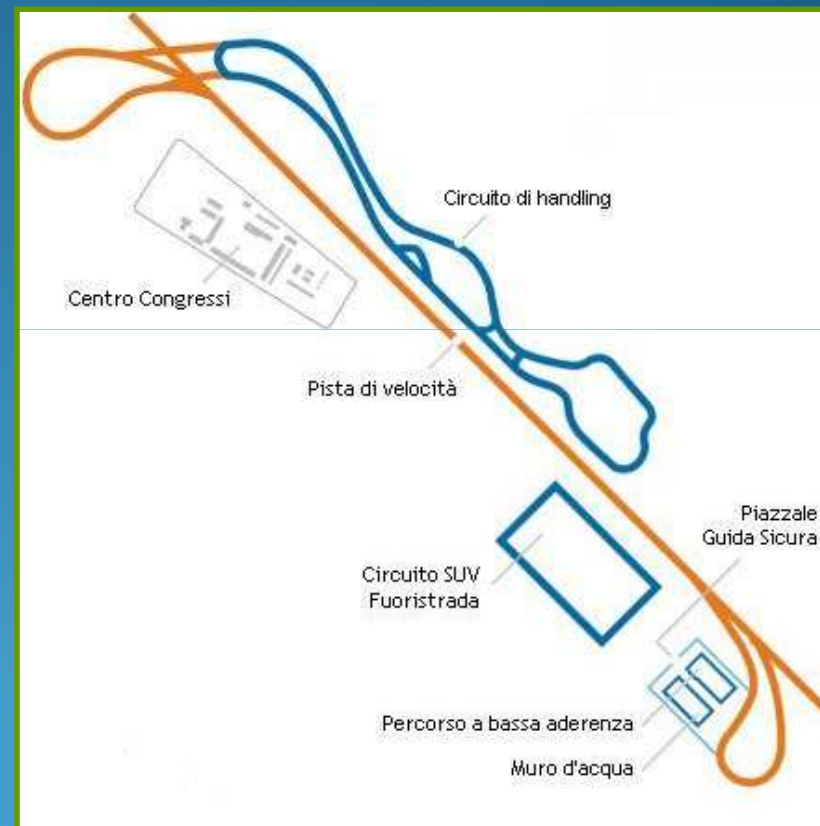 Circuito di handling
Centro Congressi
Pista di velocità
Piazzale
Guida Sicura
Circuito SUV
Fuoristrada
Percorso a bassa aderenza
Muro d'acqua